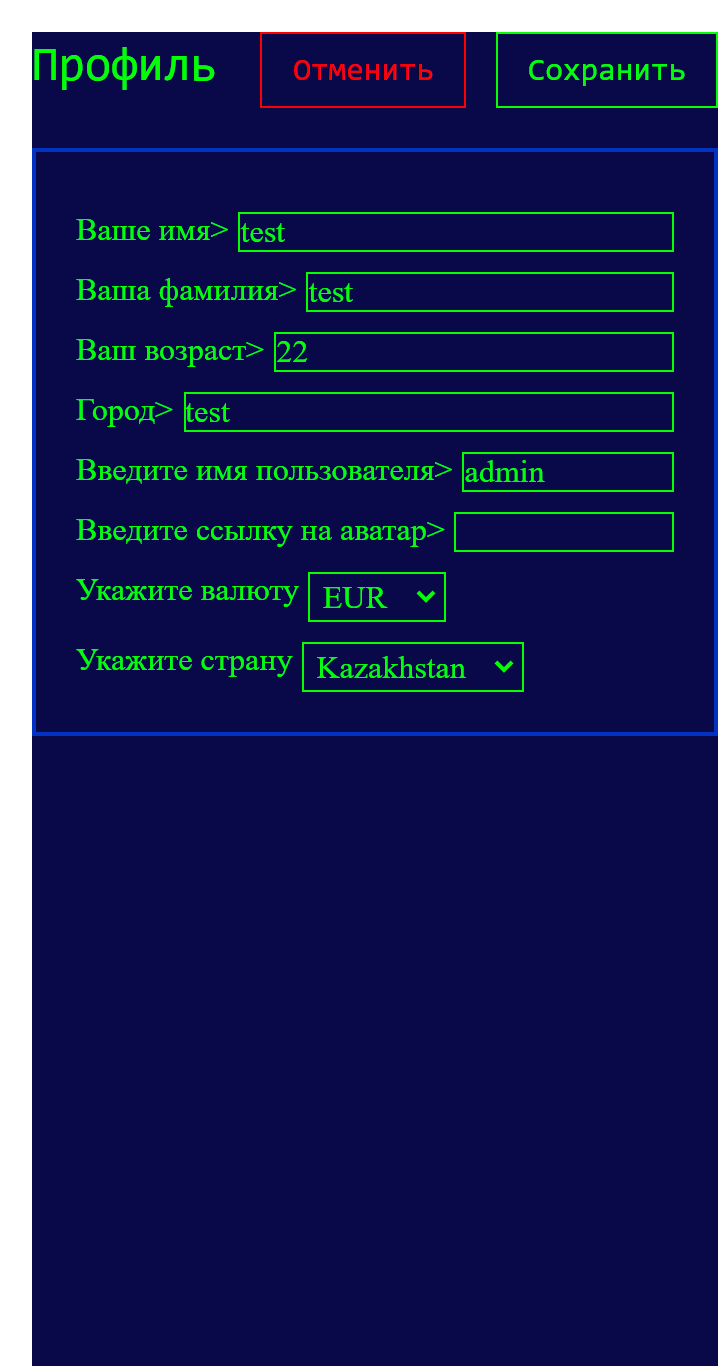 Профиль Отменить Сохранить
Ваше имя> test
Ваша фамилия> test
Ваш возраст> 22
Город> test
Введите имя пользователя> admin
Введите ссылку на аватар>
Укажите валюту EUR
Укажите страну Kazakhstan